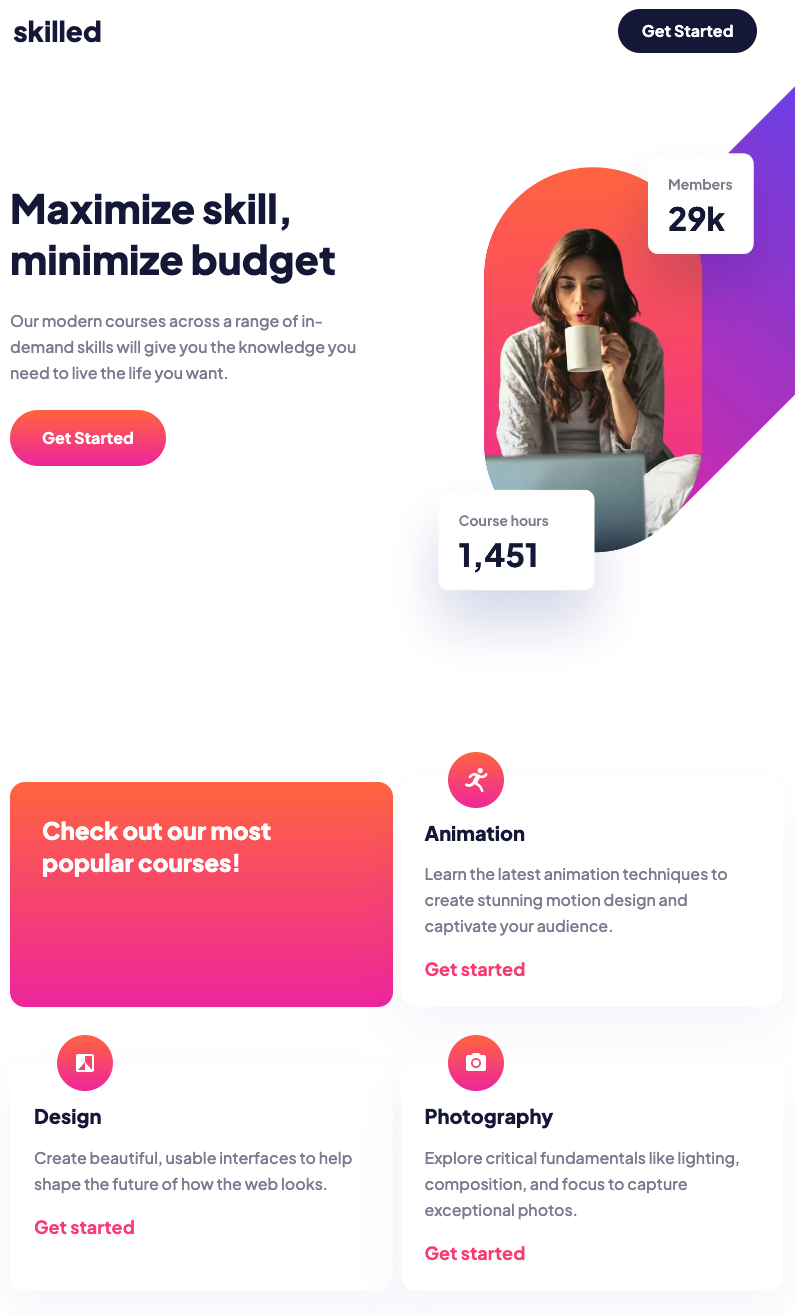 skilled
Get Started
Maximize skill,
minimize budget
Our modern courses across a range of in-
demand skills will give you the knowledge you
need to live the life you want.
Get Started
Members
29k
Course hours
1,451
Check out our most
popular courses!
Animation
Learn the latest animation techniques to
create stunning motion design and
captivate your audience.
Get started
Design
Create beautiful, usable interfaces to help
shape the future of how the web looks.
Get started
Photography
Explore critical fundamentals like lighting,
composition, and focus to capture
exceptional photos.
Get started